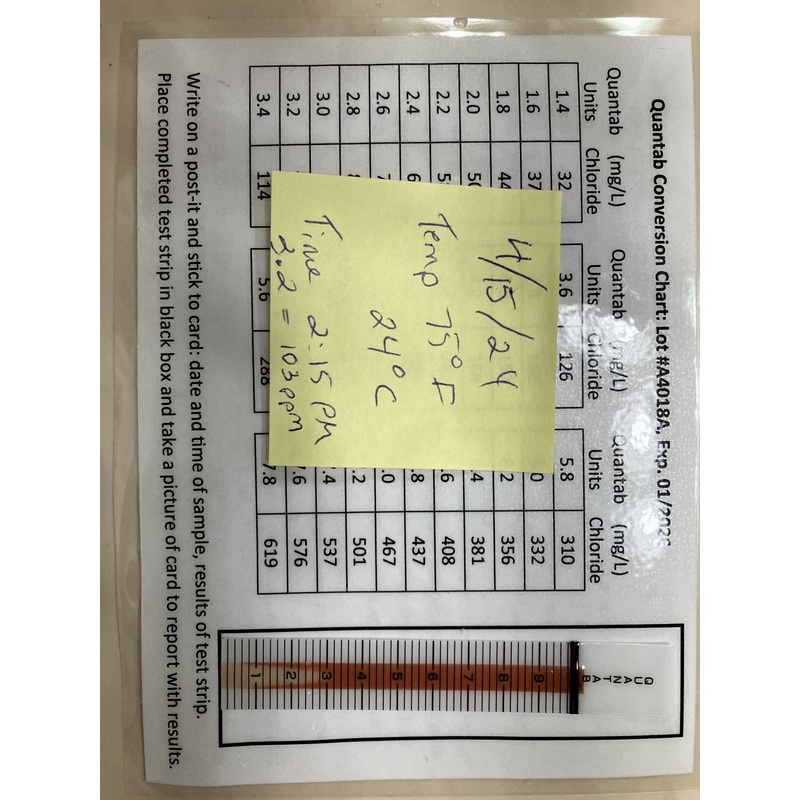 Quantab Conversion Chart: Lot #A4018A, Exp.
Quantab (mg/L) Quantab (mg/L) Quantab (mg/L)
Units Chloride Units Chloride Units Chloride
1.4 32 3.6 126 5.8 310
1.6 37 332
1.8 44 356
2.0 381
2.2 408
2.4 437
2.6 467
2.8 501
3.0 537
3.2 576
3.4 114 5.6 619
4/15/24
Temp 75°F
24°C
Time 2:15 PM
3.2 = 103ppm
QUANTAB
9
8
7
6
5
4
3
2
1
Write on a post-it and stick to card: date and time of sample, results of test strip.
Place completed test strip in black box and take a picture of card to report with results.